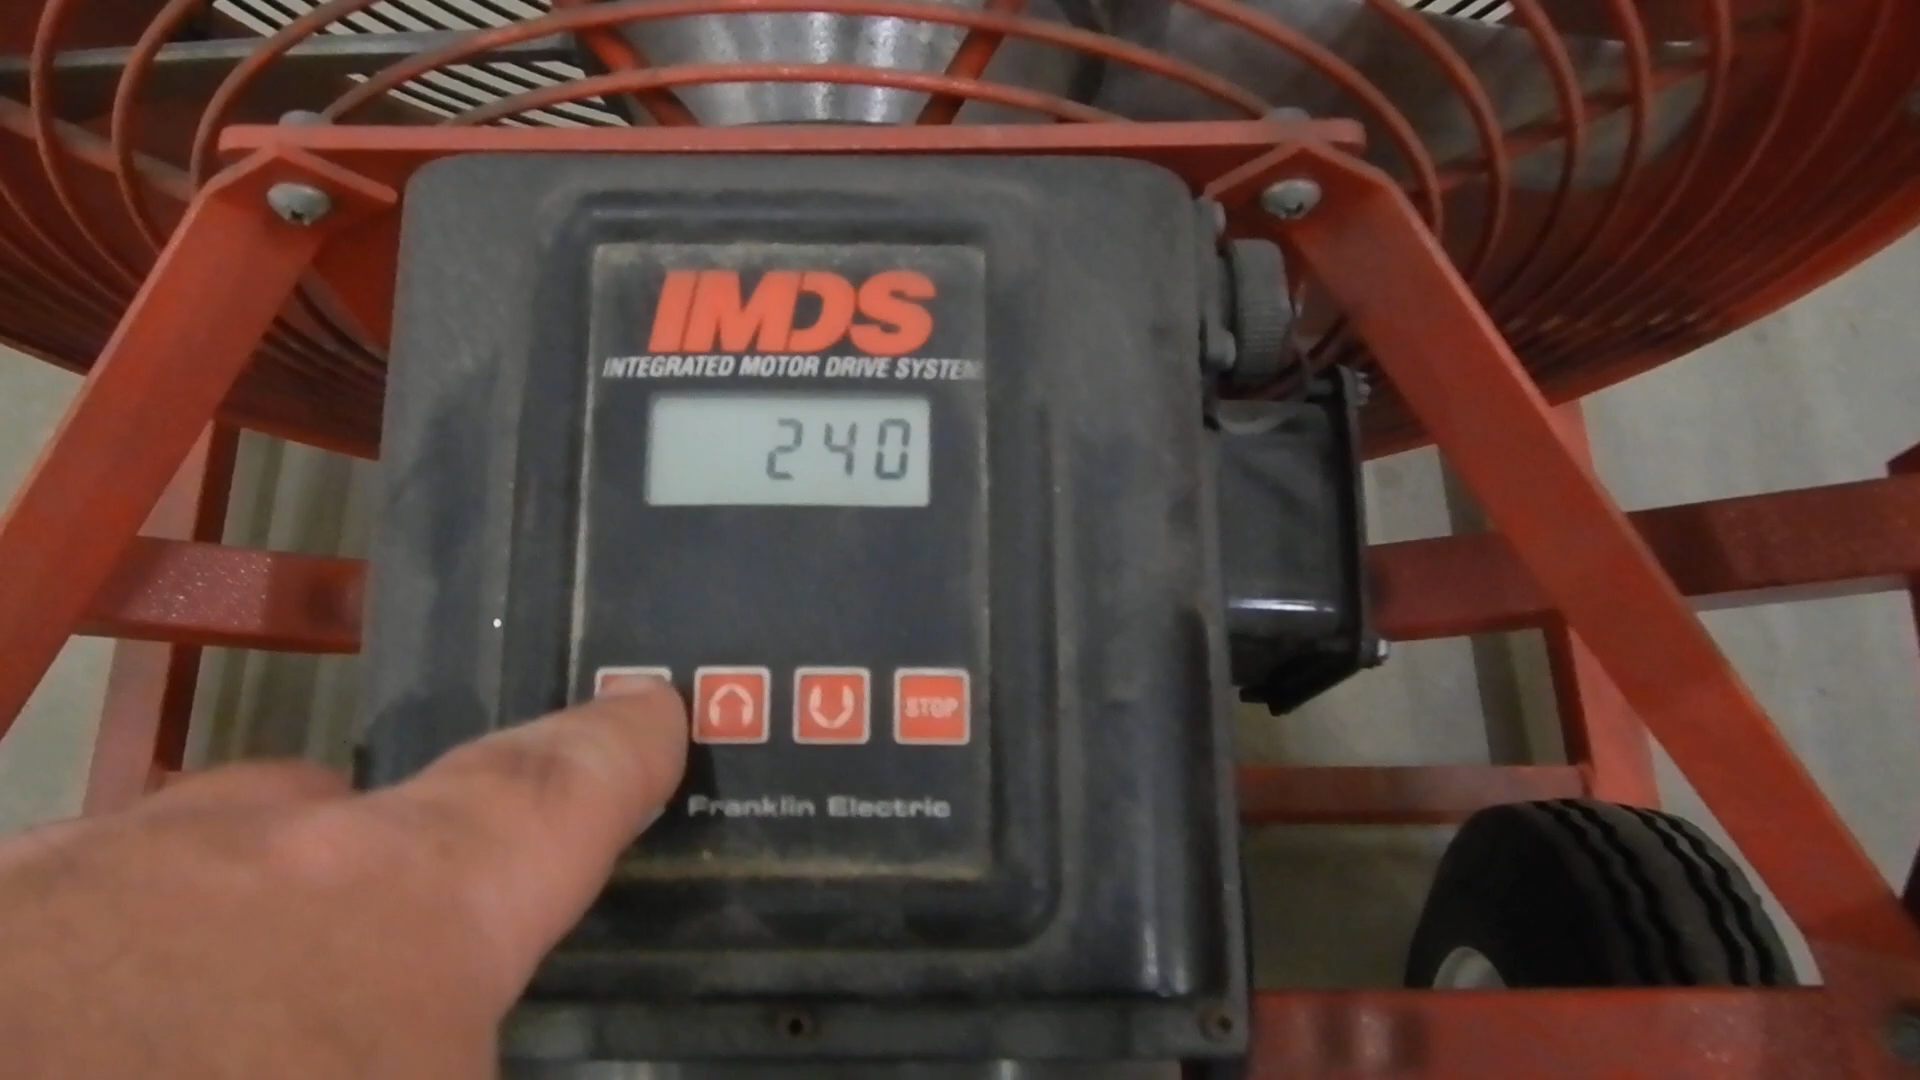 IMDS
INTEGRATED MOTOR DRIVE SYSTEM
240
STOP
Franklin Electric